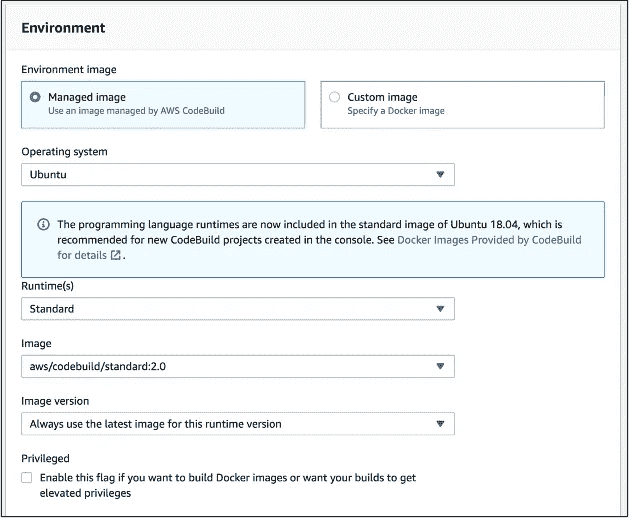 Environment
Environment image
Managed image
Use an image managed by AWS CodeBuild
Custom image
Specify a Docker image
Operating system
Ubuntu
The programming language runtimes are now included in the standard image of Ubuntu 18.04, which is
recommended for new CodeBuild projects created in the console. See Docker Images Provided by CodeBuild
for details .
Runtime(s)
Standard
Image
aws/codebuild/standard:2.0
Image version
Always use the latest image for this runtime version
Privileged
Enable this flag if you want to build Docker images or want your builds to get
elevated privileges